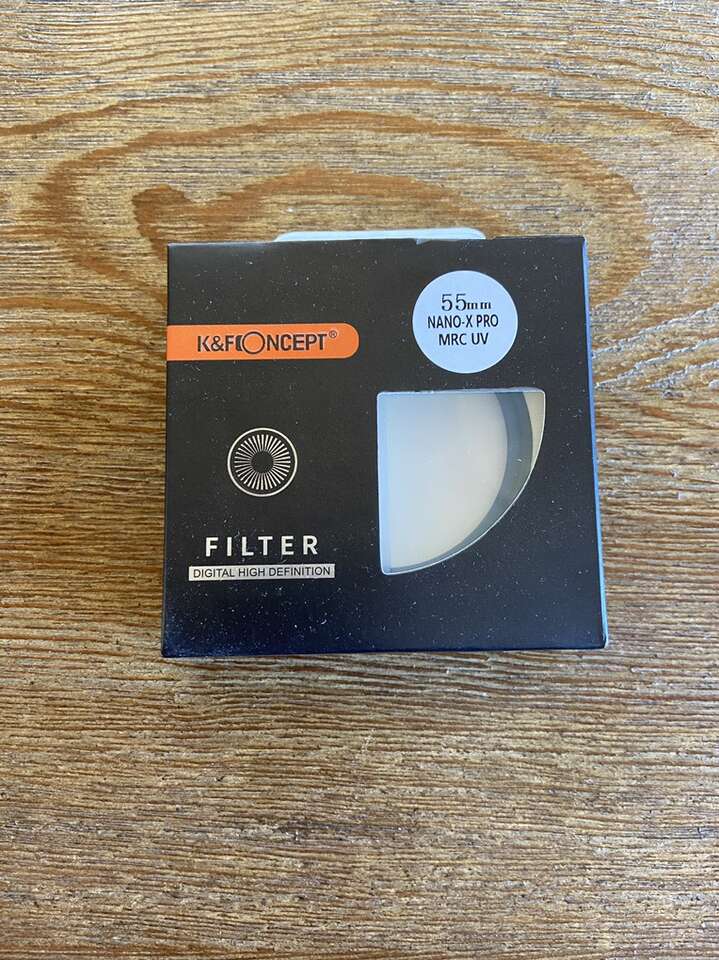 55mm
NANO-X PRO
MRC UV
K&F CONCEPT®
FILTER
DIGITAL HIGH DEFINITION